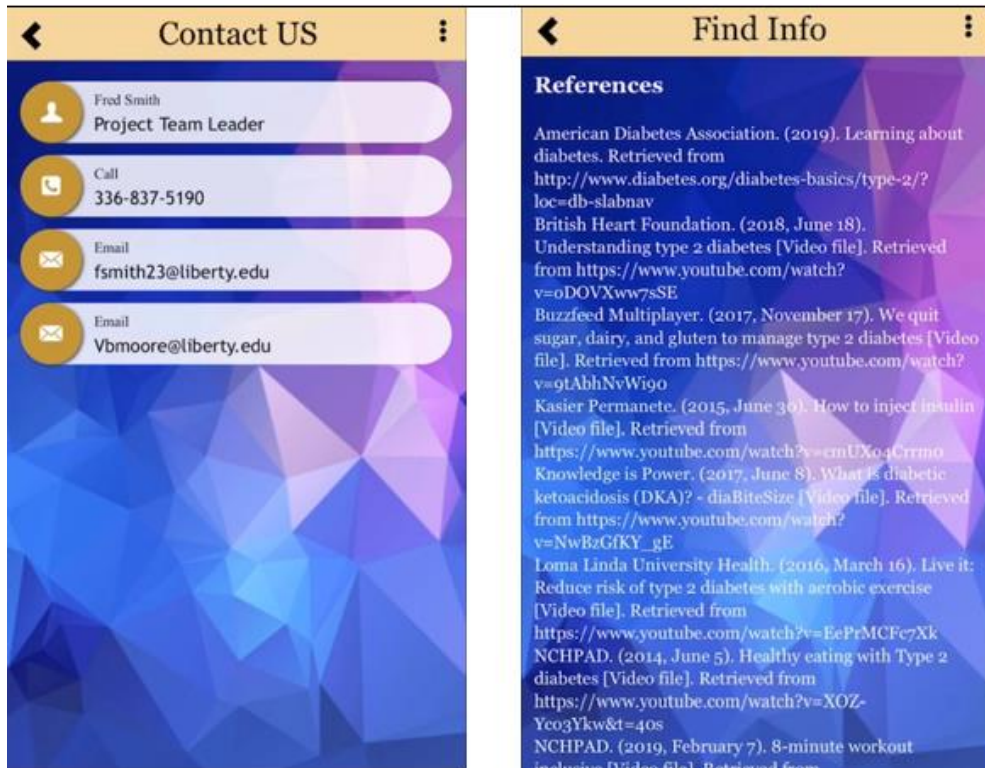 Contact US
Fred Smith
Project Team Leader
Call
336-837-5190
Email
fsmith23@liberty.edu
Email
Vbmoore@liberty.edu
Find Info
References
American Diabetes Association. (2019). Learning about
diabetes. Retrieved from
http://www.diabetes.org/diabetes-basics/type-2/?
loc=db-slabnav
British Heart Foundation. (2018, June 18).
Understanding type 2 diabetes [Video file]. Retrieved
from https://www.youtube.com/watch?
v=oDOVXww7sSE
Buzzfeed Multiplayer. (2017, November 17). We quit
sugar, dairy, and gluten to manage type 2 diabetes [Video
file]. Retrieved from https://www.youtube.com/watch?
v=9tAbhNvWi90
Kasier Permanete. (2015, June 30). How to inject insulin
[Video file]. Retrieved from
https://www.youtube.com/watch?v=cmUXo4Crrm0
Knowledge is Power. (2017, June 8). What is diabetic
ketoacidosis (DKA)? - diaBiteSize [Video file]. Retrieved
from https://www.youtube.com/watch?
v=NwBzGfKY_gE
Loma Linda University Health. (2016, March 16). Live it:
Reduce risk of type 2 diabetes with aerobic exercise
[Video file]. Retrieved from
https://www.youtube.com/watch?v=EePrMCFc7Xk
NCHPAD. (2014, June 5). Healthy eating with Type 2
diabetes [Video file]. Retrieved from
https://www.youtube.com/watch?v=XOZ-
Yco3Ykw&t=40s
NCHPAD. (2019, February 7). 8-minute workout
inclusive [Video file]. Retrieved from